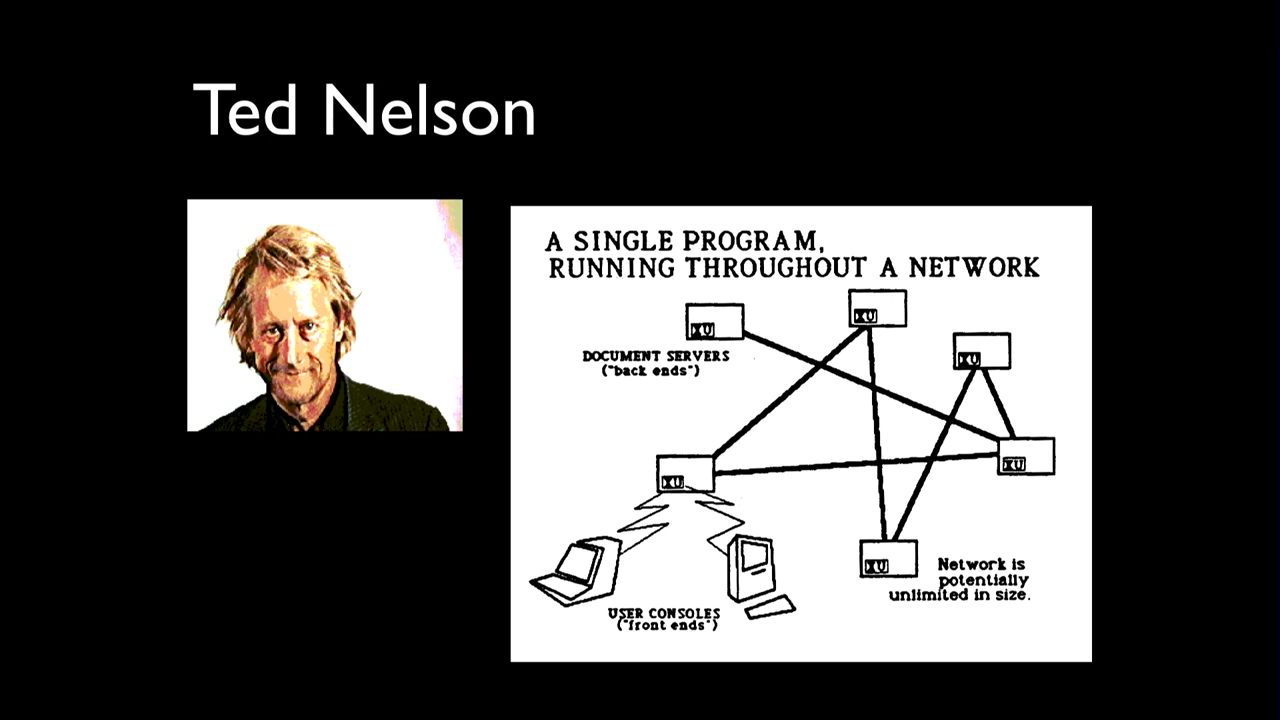 Ted Nelson
A SINGLE PROGRAM,
RUNNING THROUGHOUT A NETWORK
XU
XU
XU
DOCUMENT SERVERS
("back ends")
XU
XU
XU
Network is
potentially
unlimited in size.
USER CONSOLES
("front ends")